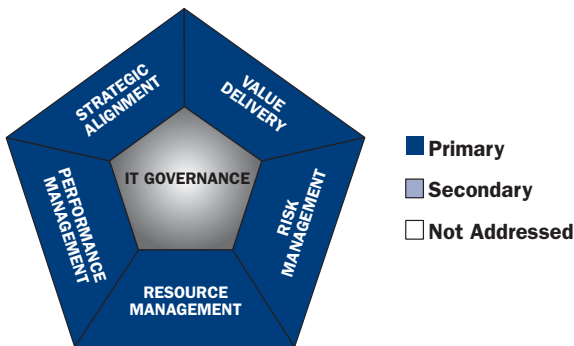 STRATEGIC
ALIGNMENT
VALUE
DELIVERY
PERFORMANCE
MANAGEMENT
IT GOVERNANCE
RISK
MANAGEMENT
RESOURCE
MANAGEMENT
Primary
Secondary
Not Addressed